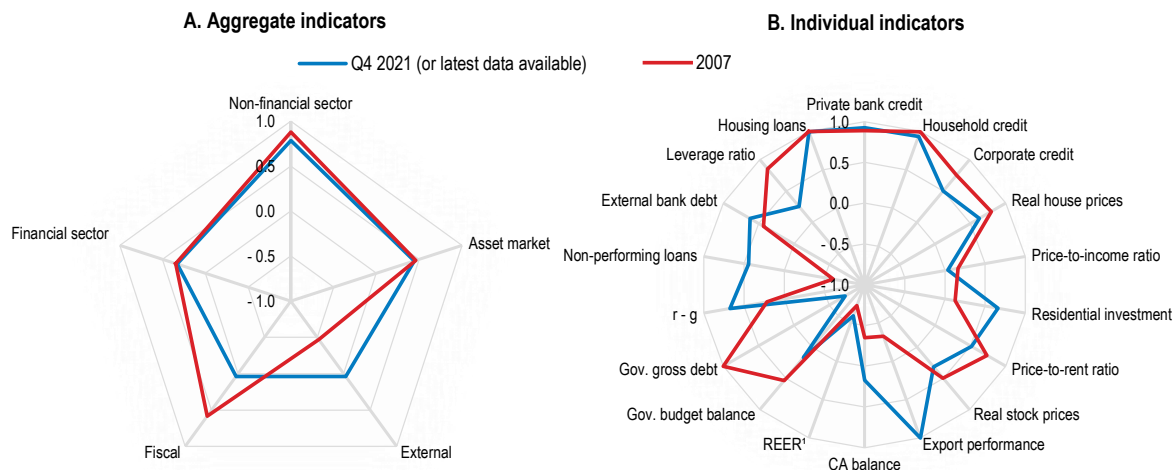 A. Aggregate indicators
B. Individual indicators
Q4 2021 (or latest data available)
2007
Non-financial sector
1.0
0.5
0.0
- 0.5
- 1.0
Asset market
External
Fiscal
Financial sector
Private bank credit
1.0
0.5
0.0
- 0.5
- 1.0
Household credit
Corporate credit
Real house prices
Price-to-income ratio
Residential investment
Price-to-rent ratio
Real stock prices
Export performance
CA balance
REER¹
Gov. budget balance
Gov. gross debt
r - g
Non-performing loans
External bank debt
Leverage ratio
Housing loans